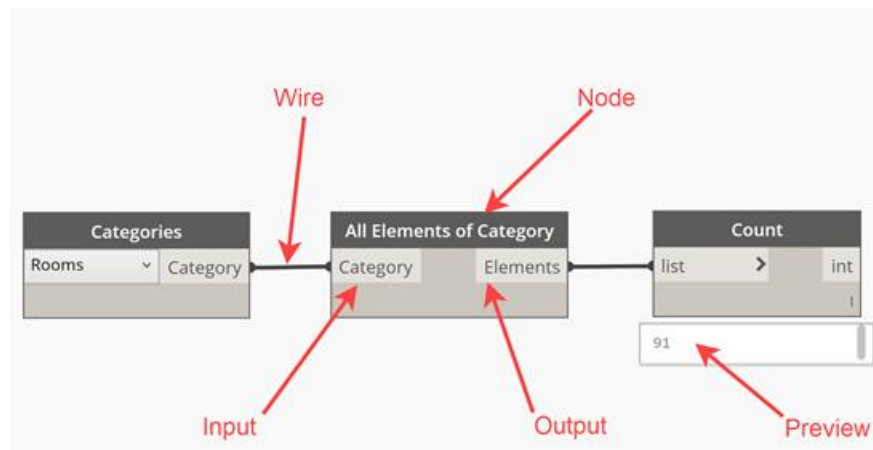 Wire
Node
Categories
All Elements of Category
Count
Rooms
Category
Category
Elements
list
>
int
l
91
Input
Output
Preview